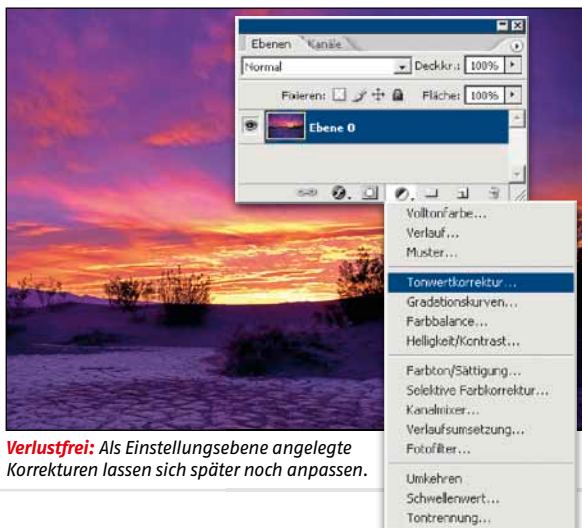 Ebenen Kanäle
Normal Deckkr.: 100%
Fixieren: Fläche: 100%
Ebene 0
Volltonfarbe...
Verlauf...
Muster...
Tonwertkorrektur...
Gradationskurven...
Farbbalance...
Helligkeit/Kontrast...
Farbton/Sättigung...
Selektive Farbkorrektur...
Kanalmixer...
Verlaufsumsetzung...
Fotofilter...
Umkehren
Schwellenwert...
Tontrennung...
Verlustfrei: Als Einstellungsebene angelegte
Korrekturen lassen sich später noch anpassen.